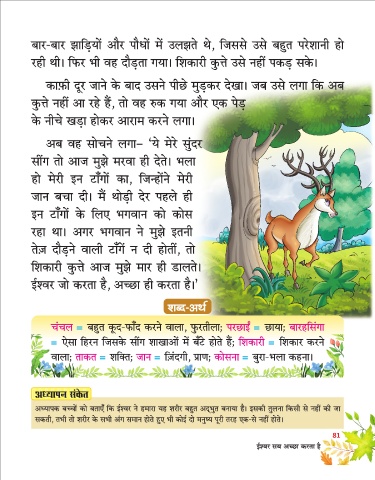 बार-बार झाड़ियों और पौधों में उलझते थे, जिससे उसे बहुत परेशानी हो
रही थी। फिर भी वह दौड़ता गया। शिकारी कुत्ते उसे नहीं पकड़ सके।
काफ़ी दूर जाने के बाद उसने पीछे मुड़कर देखा। जब उसे लगा कि अब
कुत्ते नहीं आ रहे हैं, तो वह रुक गया और एक पेड़
के नीचे खड़ा होकर आराम करने लगा।
अब वह सोचने लगा– ‘ये मेरे सुंदर
सींग तो आज मुझे मरवा ही देते। भला
हो मेरी इन टाँगों का, जिन्होंने मेरी
जान बचा दी। मैं थोड़ी देर पहले ही
इन टाँगों के लिए भगवान को कोस
रहा था। अगर भगवान ने मुझे इतनी
तेज़ दौड़ने वाली टाँगें न दी होतीं, तो
शिकारी कुत्ते आज मुझे मार ही डालते।
ईश्वर जो करता है, अच्छा ही करता है।’
शब्द-अर्थ
चंचल = बहुत कूद-फाँद करने वाला, फुरतीला; परछाईं = छाया; बारहसिंगा
= ऐसा हिरन जिसके सींग शाखाओं में बँटे होते हैं; शिकारी = शिकार करने
वाला; ताकत = शक्ति; जान = ज़िंदगी, प्राण; कोसना = बुरा-भला कहना।
अध्यापन संकेत
अध्यापक बच्चों को बताएँ कि ईश्वर ने हमारा यह शरीर बहुत अद्भुत बनाया है। इसकी तुलना किसी से नहीं की जा
सकती, तभी तो शरीर के सभी अंग समान होते हुए भी कोई दो मनुष्य पूरी तरह एक-से नहीं होते।
81
ईश्वर सब अच्छा करता है